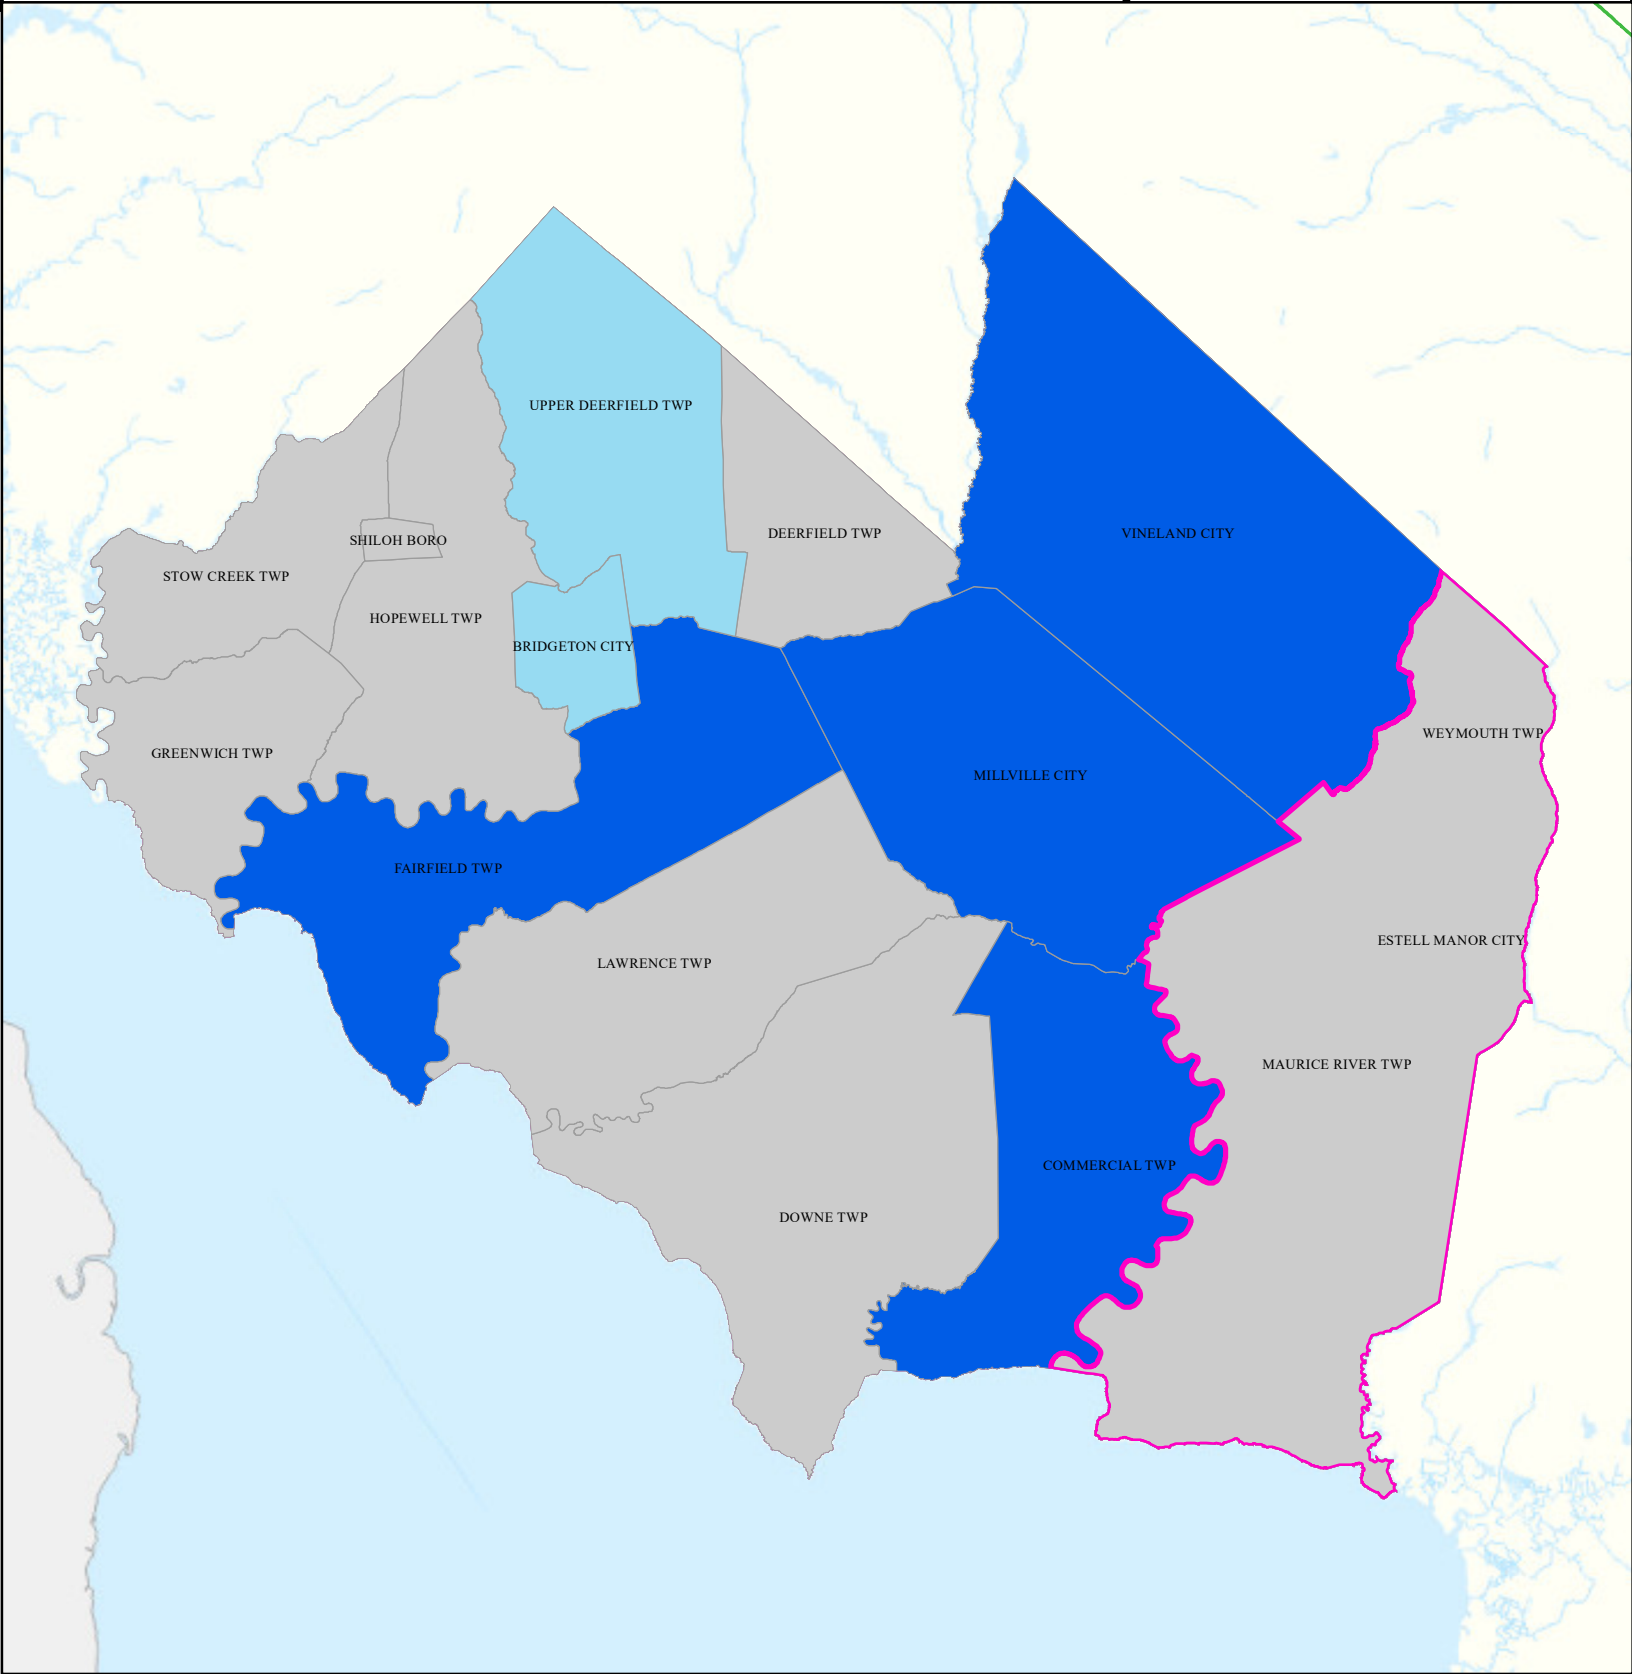 UPPER DEERFIELD TWP
DEERFIELD TWP
VINELAND CITY
SHILOH BORO
STOW CREEK TWP
HOPEWELL TWP
BRIDGETON CITY
WEYMOUTH TWP
GREENWICH TWP
MILLVILLE CITY
FAIRFIELD TWP
ESTELL MANOR CITY
LAWRENCE TWP
MAURICE RIVER TWP
COMMERCIAL TWP
DOWNE TWP